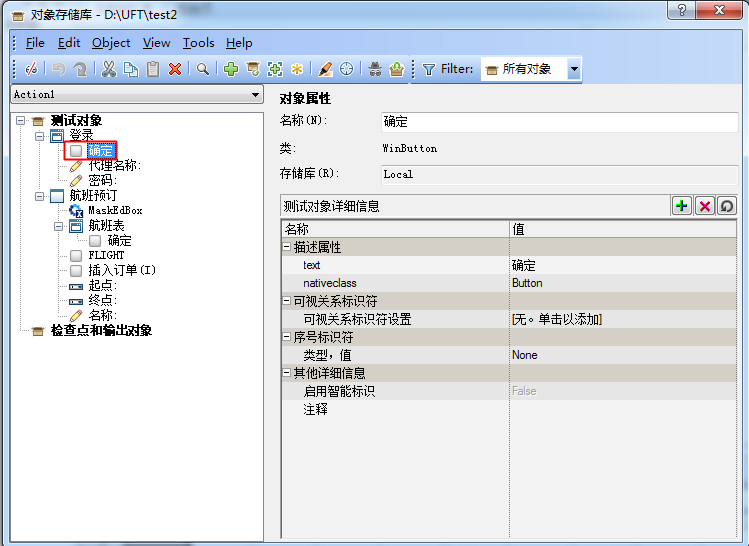 对象存储库 - D:\UFT\test2
File Edit Object View Tools Help
Filter: 所有对象
Action1
测试对象
登录
确定
代理名称:
密码:
航班预订
MaskEdBox
航班表
确定
FLIGHT
插入订单(I)
起点:
终点:
名称:
检查点和输出对象
对象属性
名称(N): 确定
类: WinButton
存储库(R): Local
测试对象详细信息
名称 值
描述属性
text 确定
nativeclass Button
可视关系标识符
可视关系标识符设置 [无。单击以添加]
序号标识符
类型, 值 None
其他详细信息
启用智能标识 False
注释